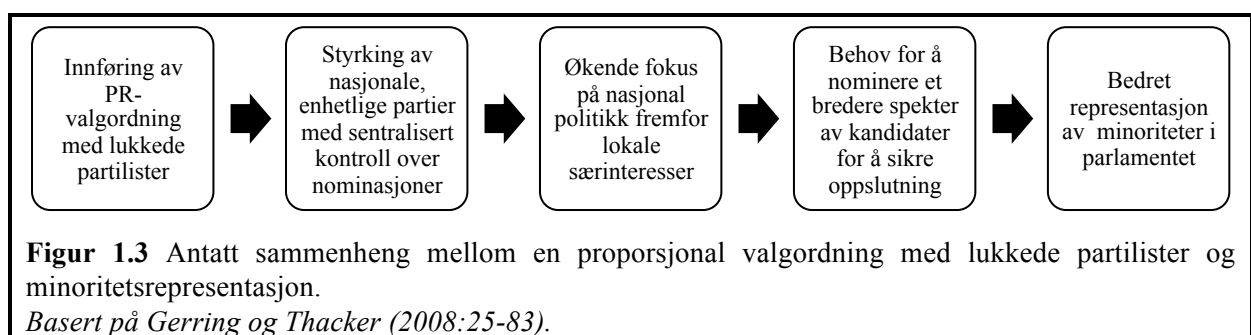 Innføring av
PR-
valgordning
med lukkede
partilister
Styrking av
nasjonale,
enhetlige partier
med sentralisert
kontroll over
nominasjoner
Økende fokus
på nasjonal
politikk fremfor
lokale
særinteresser
Behov for å
nominere et
bredere spekter
av kandidater
for å sikre
oppslutning
Bedret
representasjon
av minoriteter i
parlamentet
Figur 1.3 Antatt sammenheng mellom en proporsjonal valgordning med lukkede partilister og
minoritetsrepresentasjon.
Basert på Gerring og Thacker (2008:25-83).